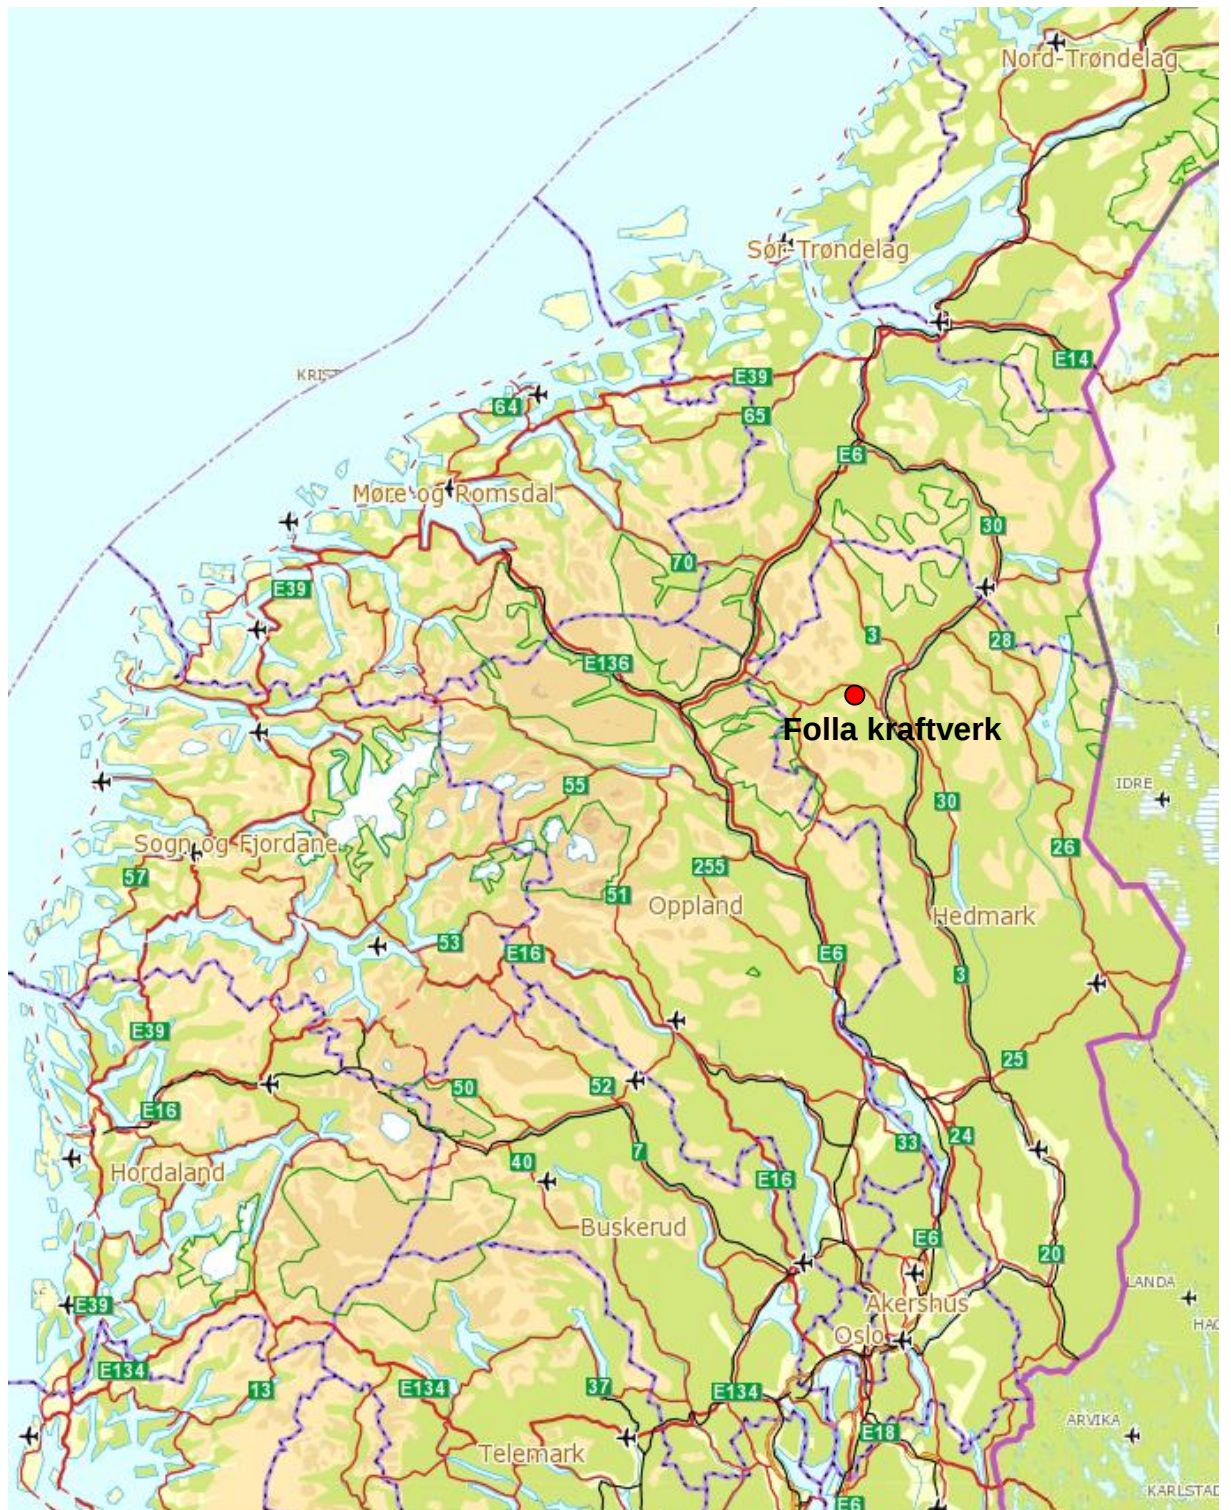 Nord-Trøndelag
Sør-Trøndelag
E14
KRIST
E39
64
65
E6
Møre og Romsdal
30
70
E39
3
28
E136
Folla kraftverk
IDRE
55
30
Sogn og Fjordane
26
57
255
51
Oppland
Hedmark
53
E16
E6
3
E39
25
50
52
E16
33
24
7
40
Hordaland
E16
Buskerud
E6
20
LANDA
E39
Akershus
HAG
Oslo
E134
13
E134
37
E134
ARVIKA
E18
Telemark
KARLSTAD
E6